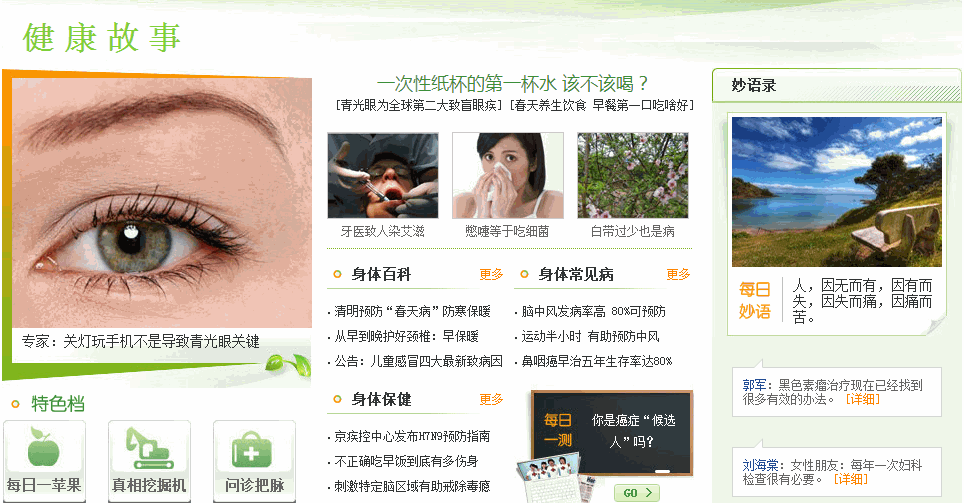 健康故事
专家：关灯玩手机不是导致青光眼关键
特色档
每日一苹果
真相挖掘机
问诊把脉
一次性纸杯的第一杯水 该不该喝？
[青光眼为全球第二大致盲眼疾] [春天养生饮食 早餐第一口吃啥好]
牙医致人染艾滋
憋嚏等于吃细菌
白带过少也是病
身体百科 更多
· 清明预防“春天病”防寒保暖
· 从早到晚护好颈椎：早保暖
· 公告：儿童感冒四大最新致病因
身体常见病 更多
· 脑中风发病率高 80%可预防
· 运动半小时 有助预防中风
· 鼻咽癌早治五年生存率达80%
身体保健 更多
· 京疾控中心发布H7N9预防指南
· 不正确吃早饭到底有多伤身
· 刺激特定脑区域有助戒除毒瘾
每日
一测
你是癌症“候选
人”吗?
GO
妙语录
每日
妙语
人，因无而有，因有而
失，因失而痛，因痛而
苦。
郭军：黑色素瘤治疗现在已经找到
很多有效的办法。 [详细]
刘海棠：女性朋友：每年一次妇科
检查很有必要。 [详细]